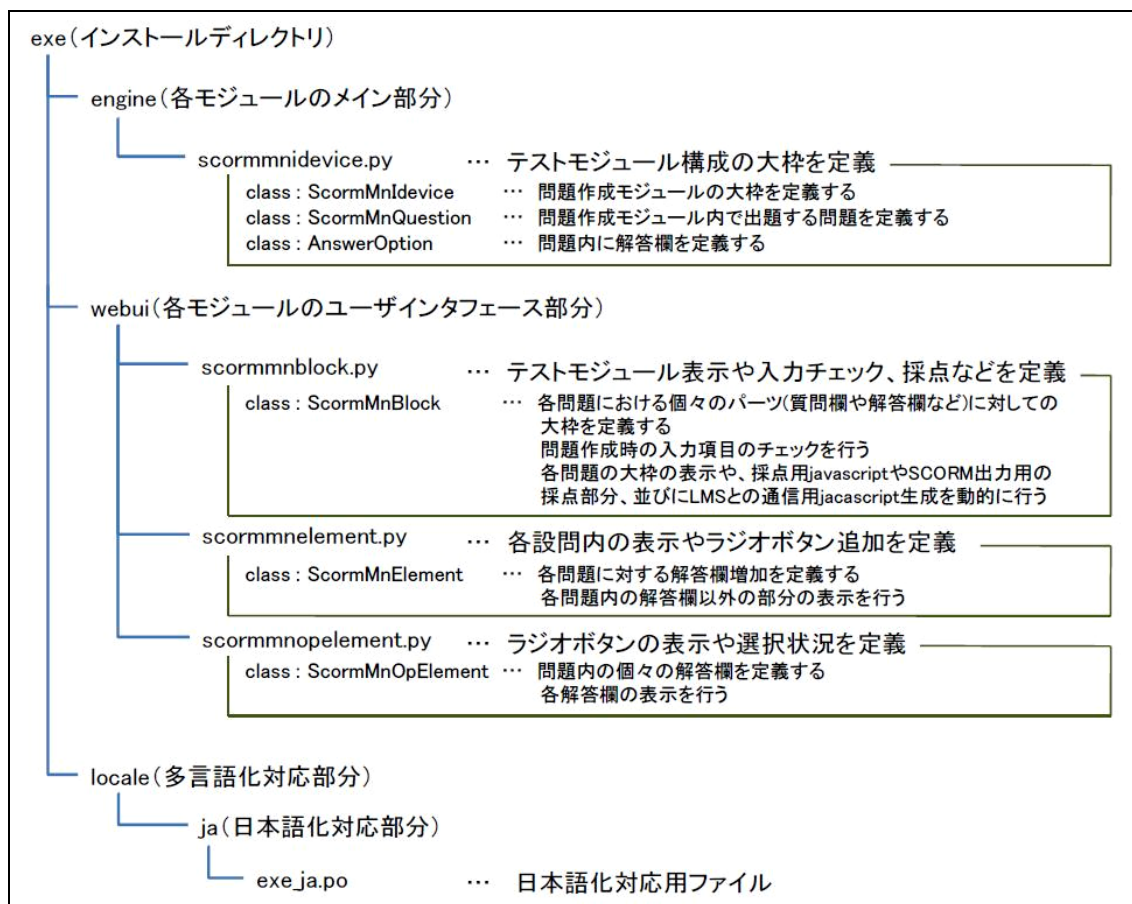 exe(インストールディレクトリ)
engine(各モジュールのメイン部分)
scormmnidevice.py … テストモジュール構成の大枠を定義
class : ScormMnIdevice … 問題作成モジュールの大枠を定義する
class : ScormMnQuestion … 問題作成モジュール内で出題する問題を定義する
class : AnswerOption … 問題内に解答欄を定義する
webui(各モジュールのユーザインタフェース部分)
scormmnblock.py … テストモジュール表示や入力チェック、採点などを定義
class : ScormMnBlock … 各問題における個々のパーツ(質問欄や解答欄など)に対しての
大枠を定義する
問題作成時の入力項目のチェックを行う
各問題の大枠の表示や、採点用javascriptやSCORM出力用の
採点部分、並びにLMSとの通信用jacascript生成を動的に行う
scormmnelement.py … 各設問内の表示やラジオボタン追加を定義
class : ScormMnElement … 各問題に対する解答欄増加を定義する
各問題内の解答欄以外の部分の表示を行う
scormmnopelement.py … ラジオボタンの表示や選択状況を定義
class : ScormMnOpElement … 問題内の個々の解答欄を定義する
各解答欄の表示を行う
locale(多言語化対応部分)
ja(日本語化対応部分)
exe_ja.po … 日本語化対応用ファイル